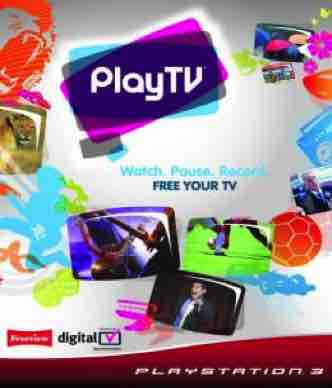 PlayTV
Watch. Pause. Record.
FREE YOUR TV
Freeview
digital
PLAYSTATION 3